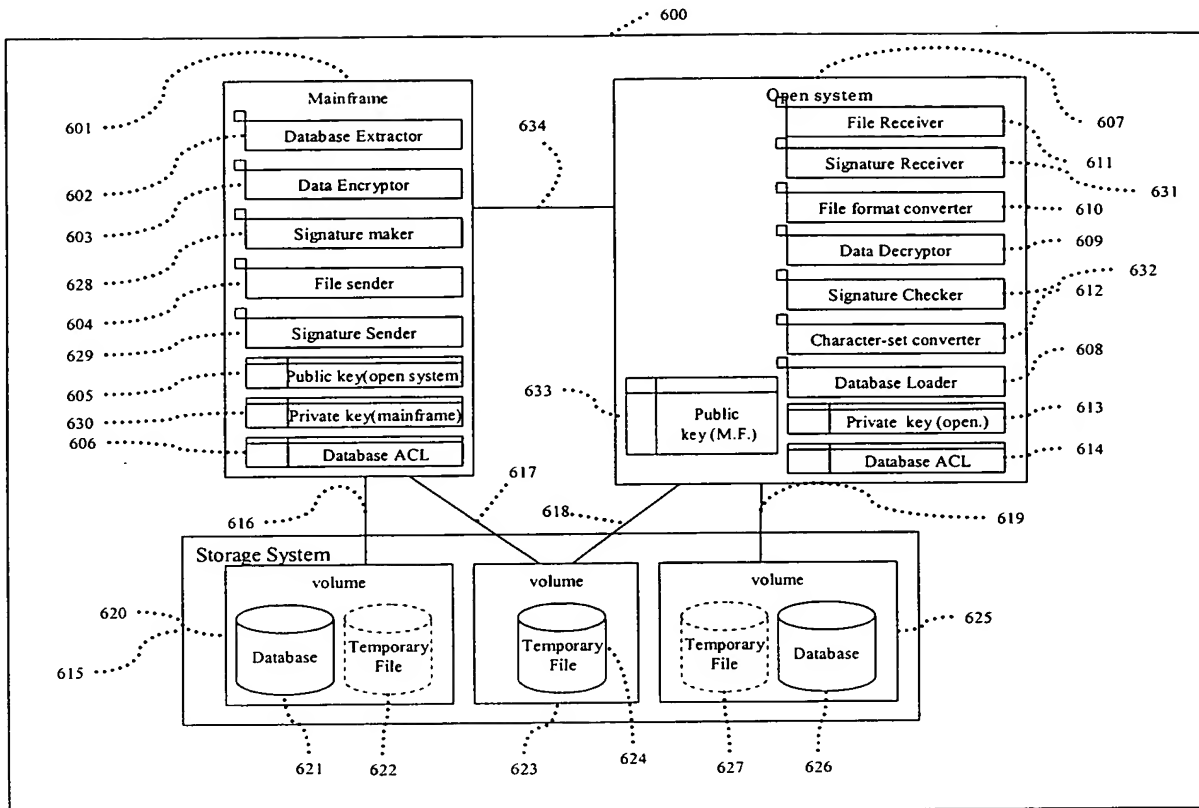 600
Mainframe
Open system
601
602
603
628
604
629
605
630
606
Database Extractor
Data Encryptor
Signature maker
File sender
Signature Sender
Public key(open system)
Private key(mainframe)
Database ACL
634
633
Public
key (M.F.)
File Receiver
Signature Receiver
File format converter
Data Decryptor
Signature Checker
Character-set converter
Database Loader
Private key (open.)
Database ACL
607
611
631
610
609
632
612
608
613
614
616
617
618
619
Storage System
620
615
volume
Database
Temporary
File
volume
Temporary
File
volume
Temporary
File
Database
625
621
622
623
624
627
626